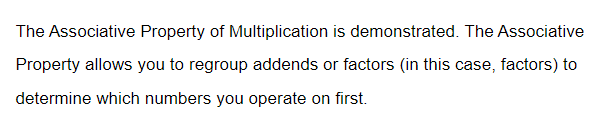 The Associative Property of Multiplication is demonstrated. The Associative
Property allows you to regroup addends or factors (in this case, factors) to
determine which numbers you operate on first.